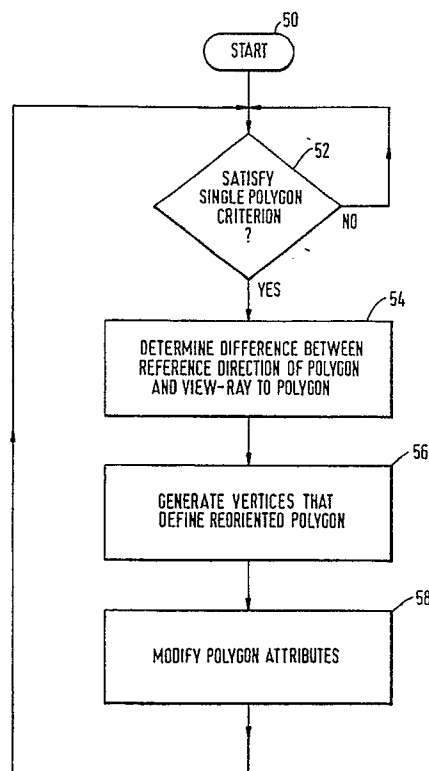 50
START
52
SATISFY
SINGLE POLYGON
CRITERION
?
NO
YES
54
DETERMINE DIFFERENCE BETWEEN
REFERENCE DIRECTION OF POLYGON
AND VIEW-RAY TO POLYGON
56
GENERATE VERTICES THAT
DEFINE REORIENTED POLYGON
58
MODIFY POLYGON ATTRIBUTES